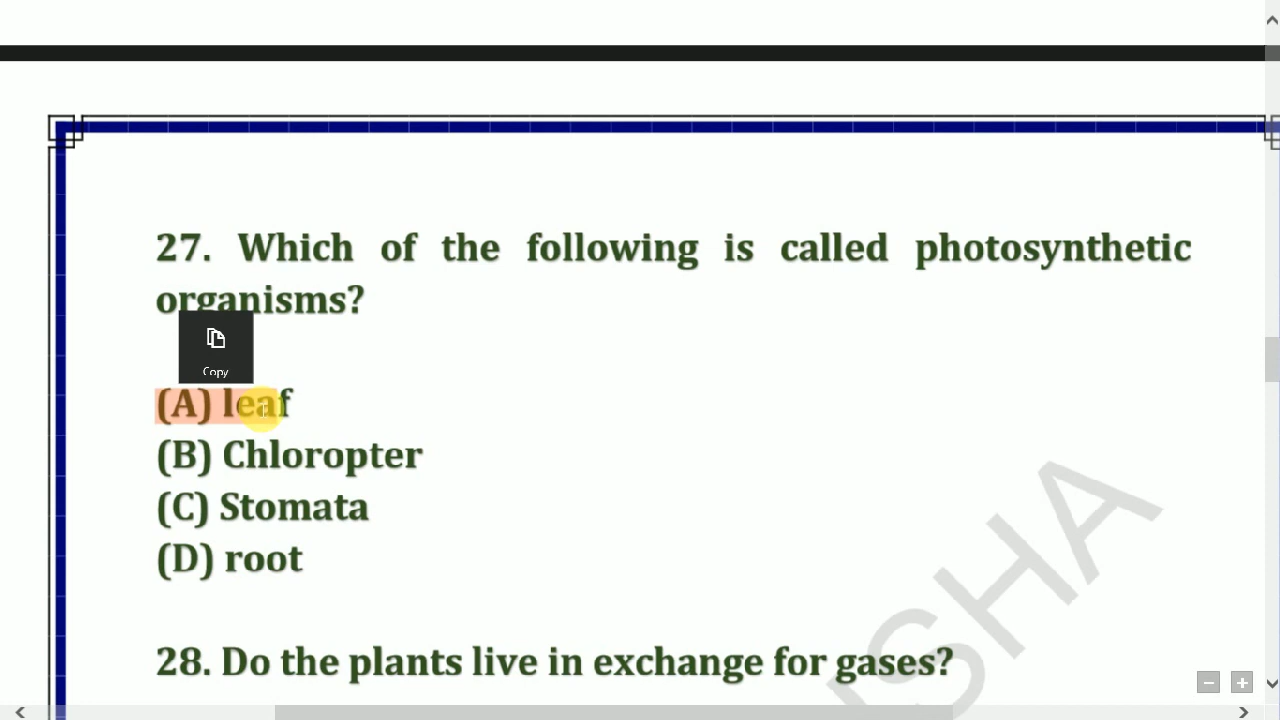 27. Which of the following is called photosynthetic
organisms?
Copy
(A) leaf
(B) Chloropter
(C) Stomata
(D) root
28. Do the plants live in exchange for gases?